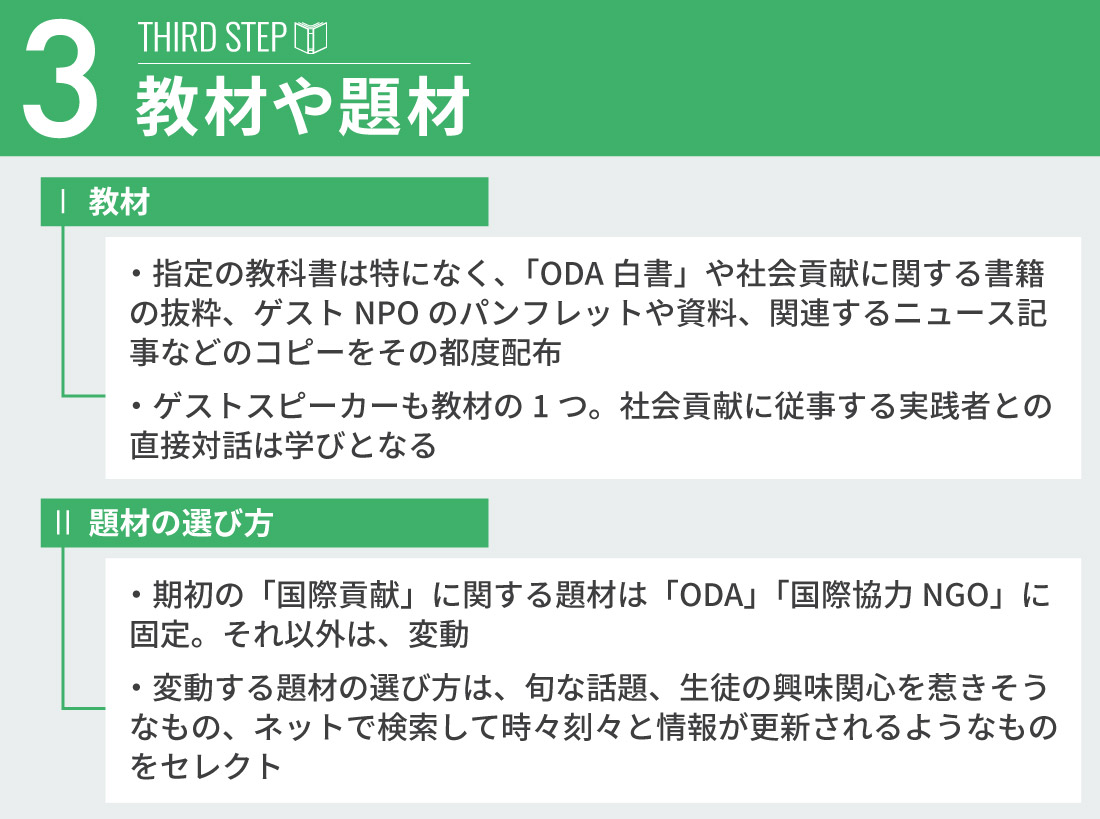 3
THIRD STEP
教材や題材
Ⅰ 教材
・指定の教科書は特になく、「ODA 白書」や社会貢献に関する書籍
の抜粋、ゲスト NPO のパンフレットや資料、関連するニュース記
事などのコピーをその都度配布
・ゲストスピーカーも教材の 1 つ。社会貢献に従事する実践者との
直接対話は学びとなる
Ⅱ 題材の選び方
・期初の「国際貢献」に関する題材は「ODA」「国際協力 NGO」に
固定。それ以外は、変動
・変動する題材の選び方は、旬な話題、生徒の興味関心を惹きそう
なもの、ネットで検索して時々刻々と情報が更新されるようなもの
をセレクト